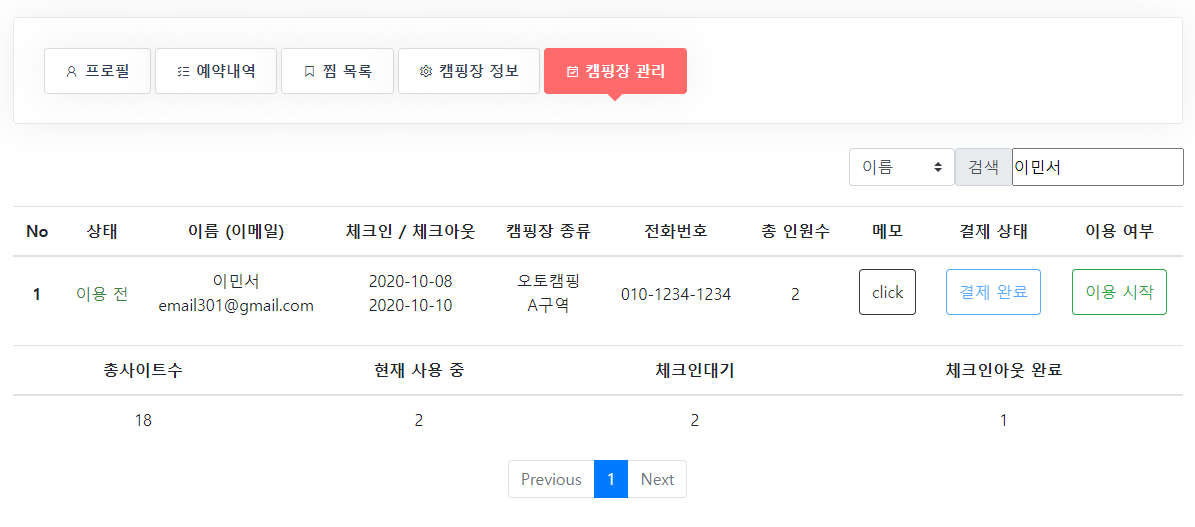 프로필 예약내역 찜 목록 캠핑장 정보 캠핑장 관리
이름 검색 이민서
No 상태 이름 (이메일) 체크인 / 체크아웃 캠핑장 종류 전화번호 총 인원수 메모 결제 상태 이용 여부
1 이용 전 이민서 email301@gmail.com 2020-10-08 2020-10-10 오토캠핑 A구역 010-1234-1234 2 click 결제 완료 이용 시작
총사이트수 현재 사용 중 체크인대기 체크인아웃 완료
18 2 2 1
Previous 1 Next